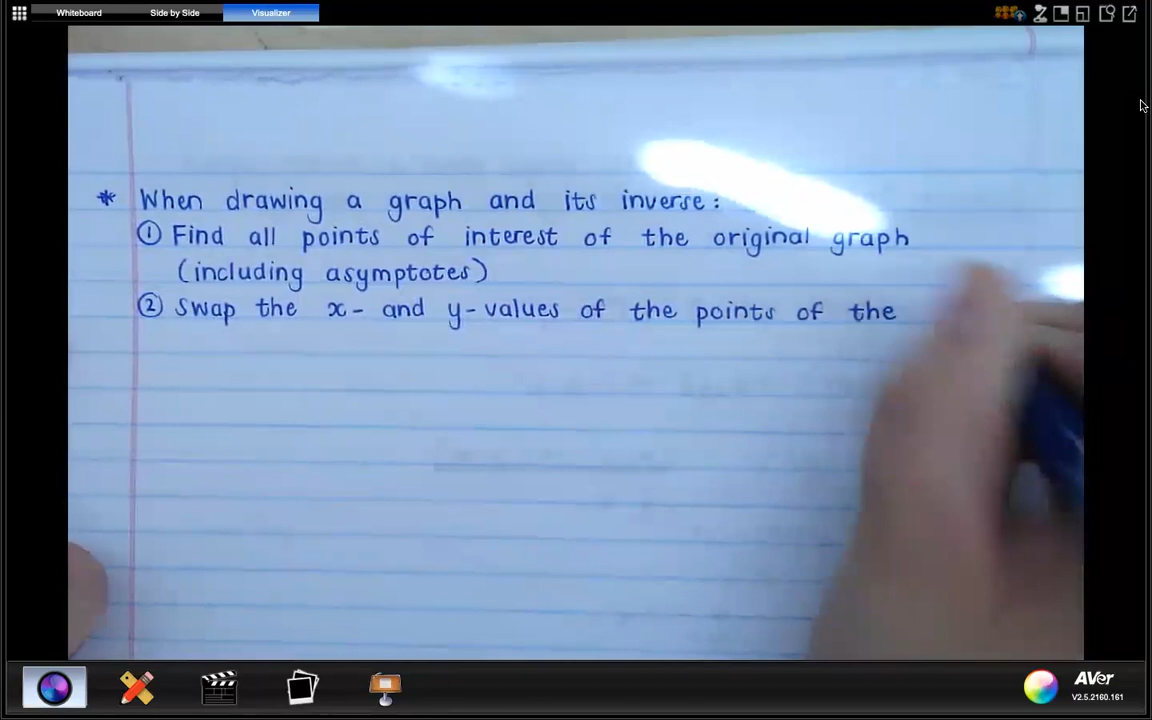 Whiteboard Side by Side Visualizer
* When drawing a graph and its inverse:
① Find all points of interest of the original graph
(including asymptotes)
② Swap the x- and y-values of the points of the
AVer
V2.5.2160.161